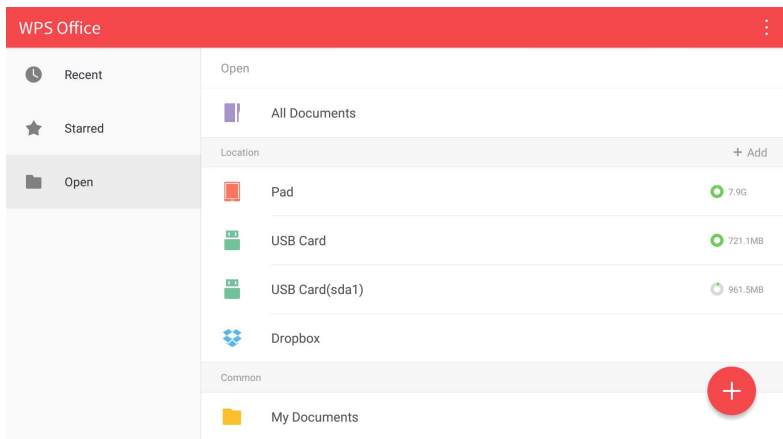 WPS Office
Recent
Starred
Open
Open
All Documents
Location
+ Add
Pad
7.9G
USB Card
721.1MB
USB Card(sda1)
961.5MB
Dropbox
Common
My Documents